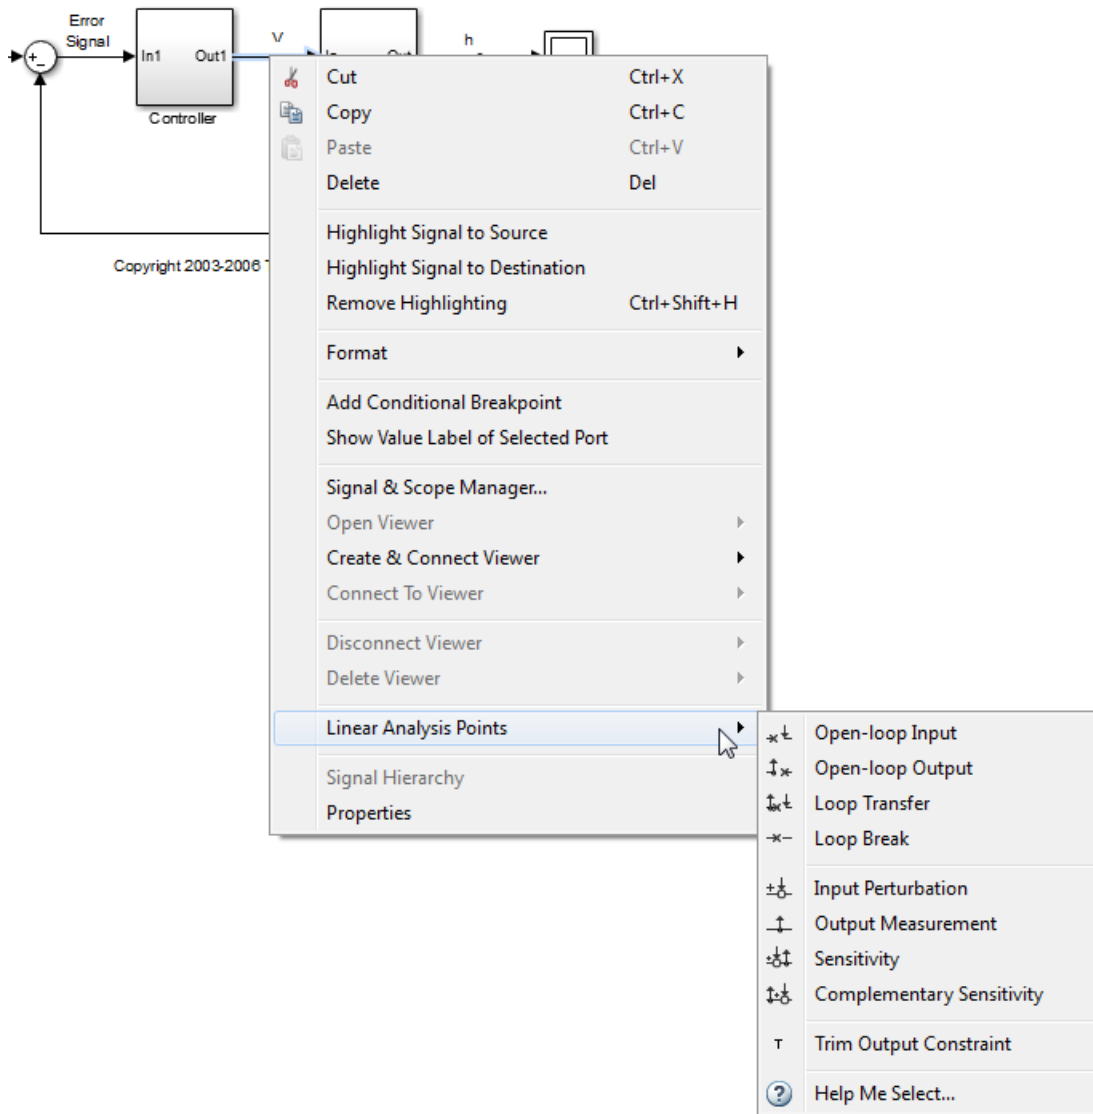 Error
Signal
In1 Out1
V
h
Controller
Copyright 2003-2006
Cut Ctrl+X
Copy Ctrl+C
Paste Ctrl+V
Delete Del
Highlight Signal to Source
Highlight Signal to Destination
Remove Highlighting Ctrl+Shift+H
Format
Add Conditional Breakpoint
Show Value Label of Selected Port
Signal & Scope Manager...
Open Viewer
Create & Connect Viewer
Connect To Viewer
Disconnect Viewer
Delete Viewer
Linear Analysis Points
Signal Hierarchy
Properties
Open-loop Input
Open-loop Output
Loop Transfer
Loop Break
Input Perturbation
Output Measurement
Sensitivity
Complementary Sensitivity
T Trim Output Constraint
? Help Me Select...